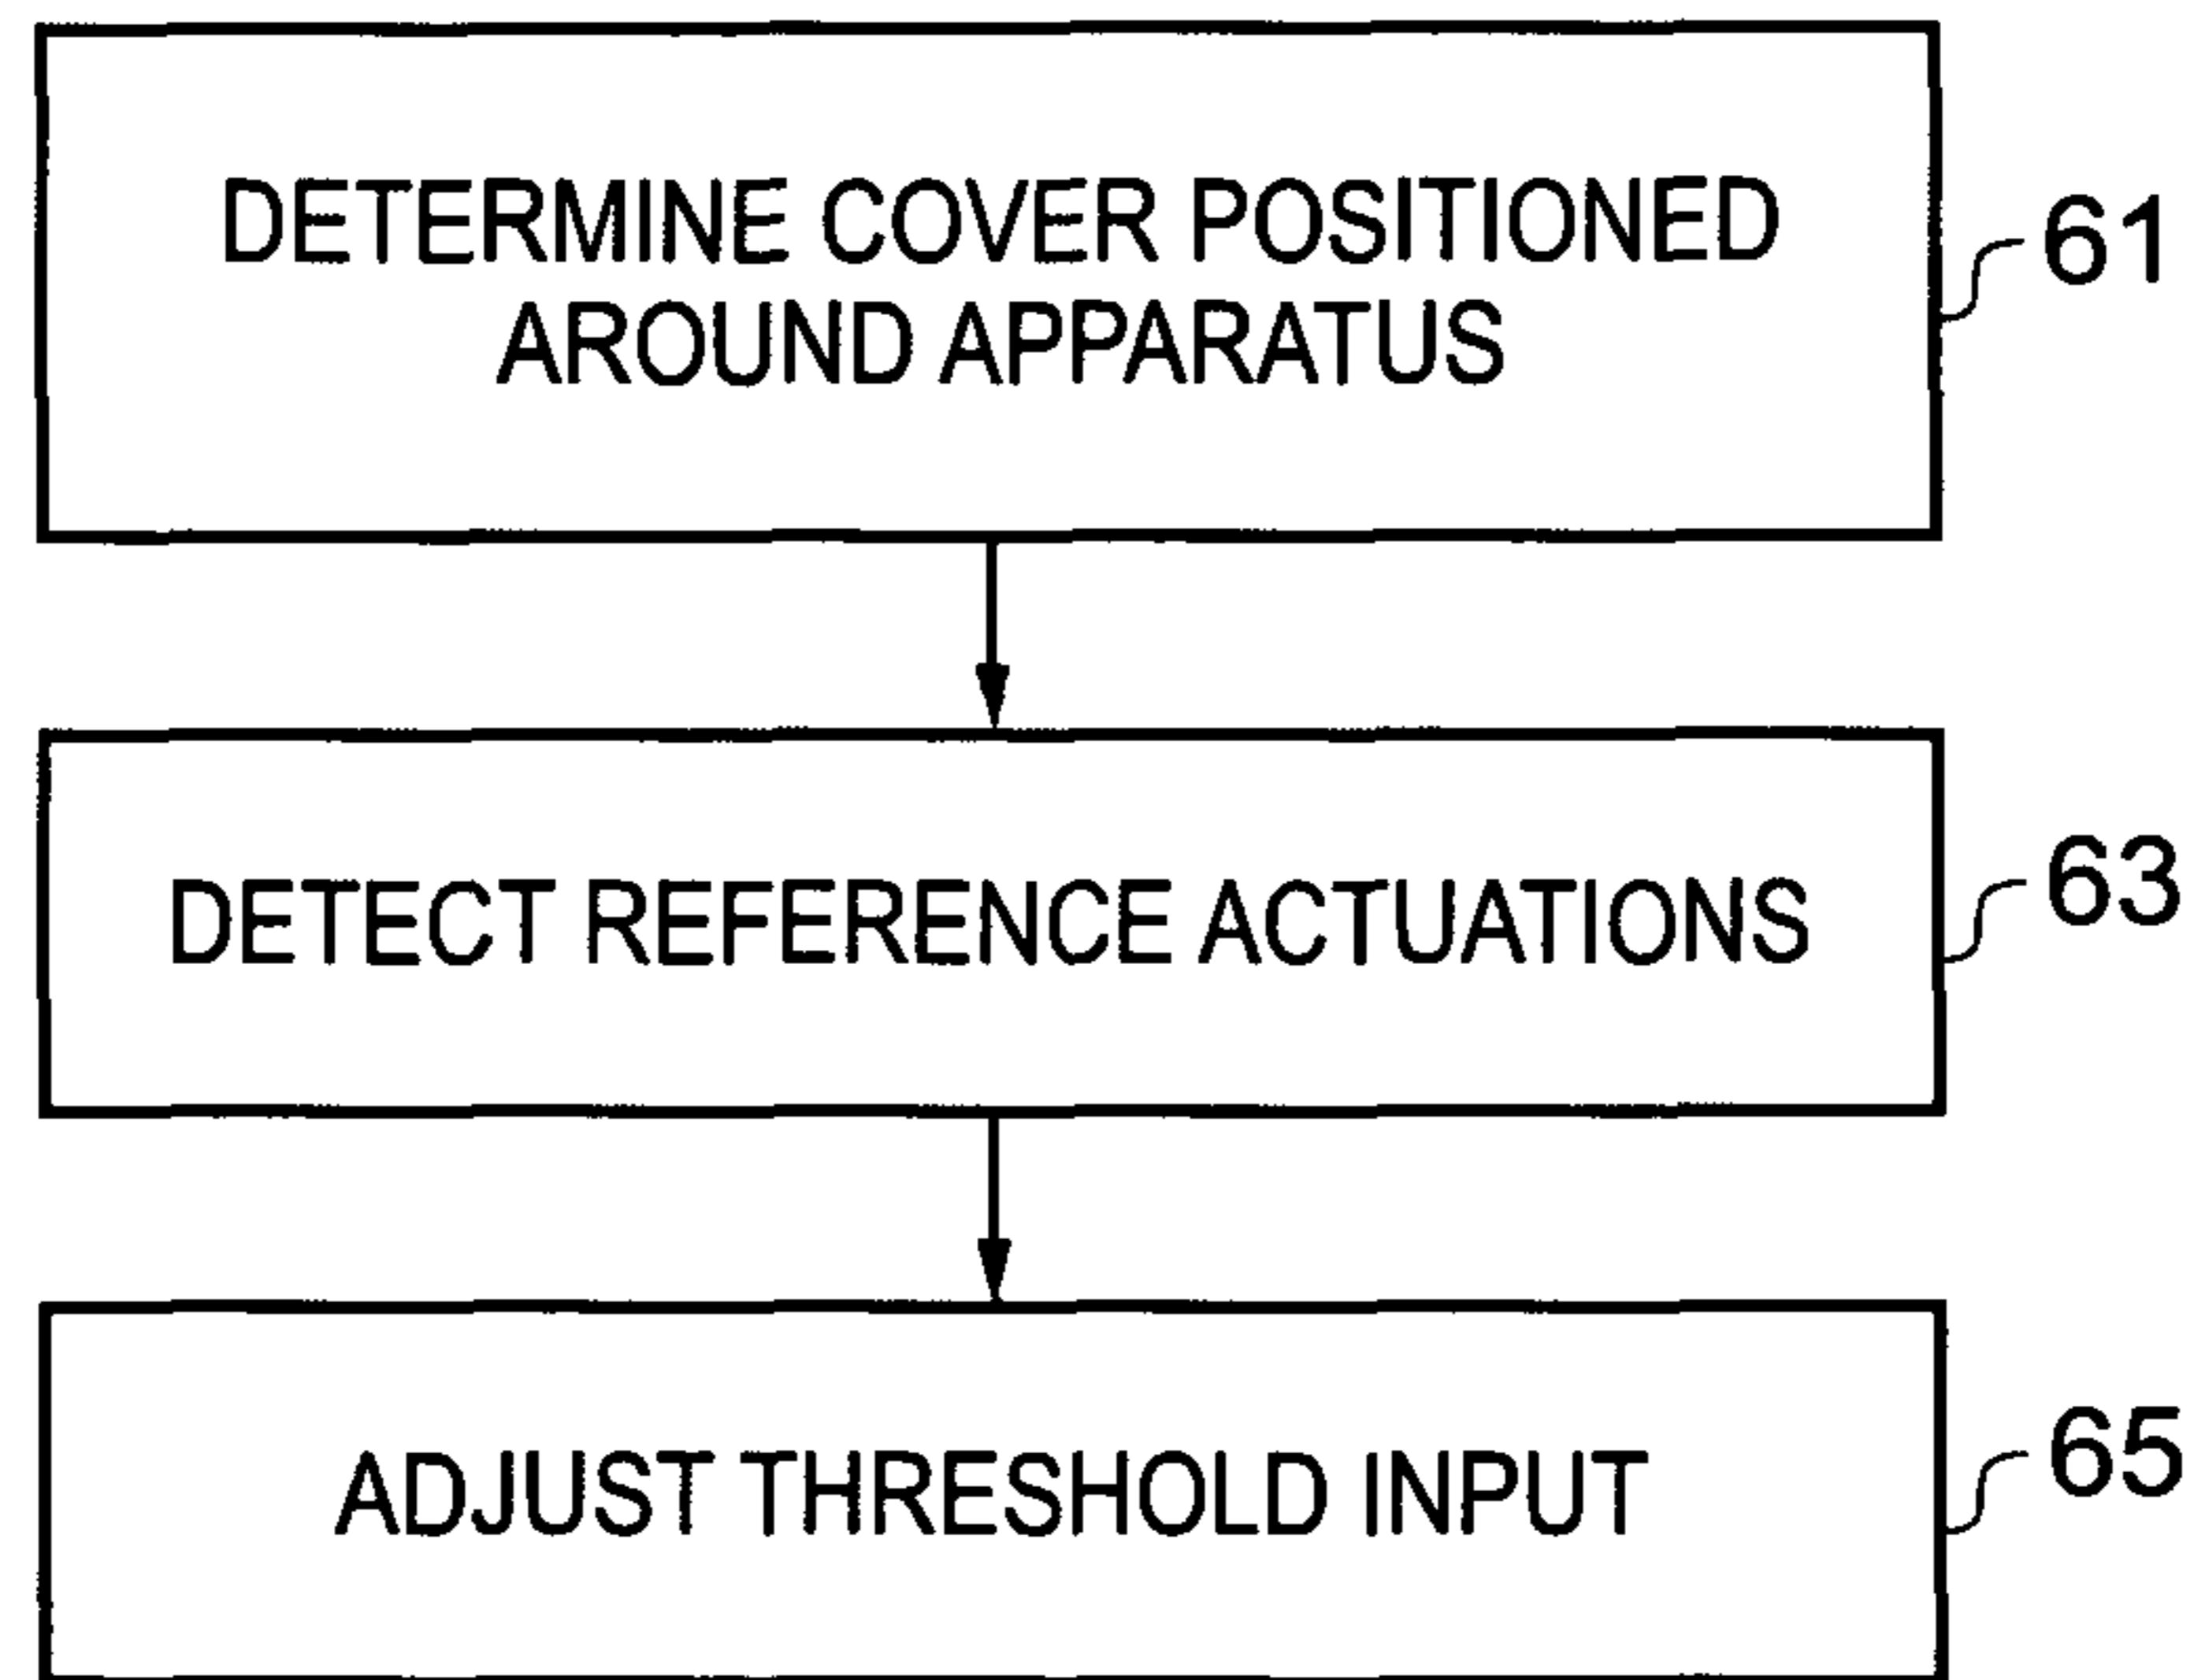 DETERMINE COVER POSITIONED
AROUND APPARATUS
61
DETECT REFERENCE ACTUATIONS
63
ADJUST THRESHOLD INPUT
65